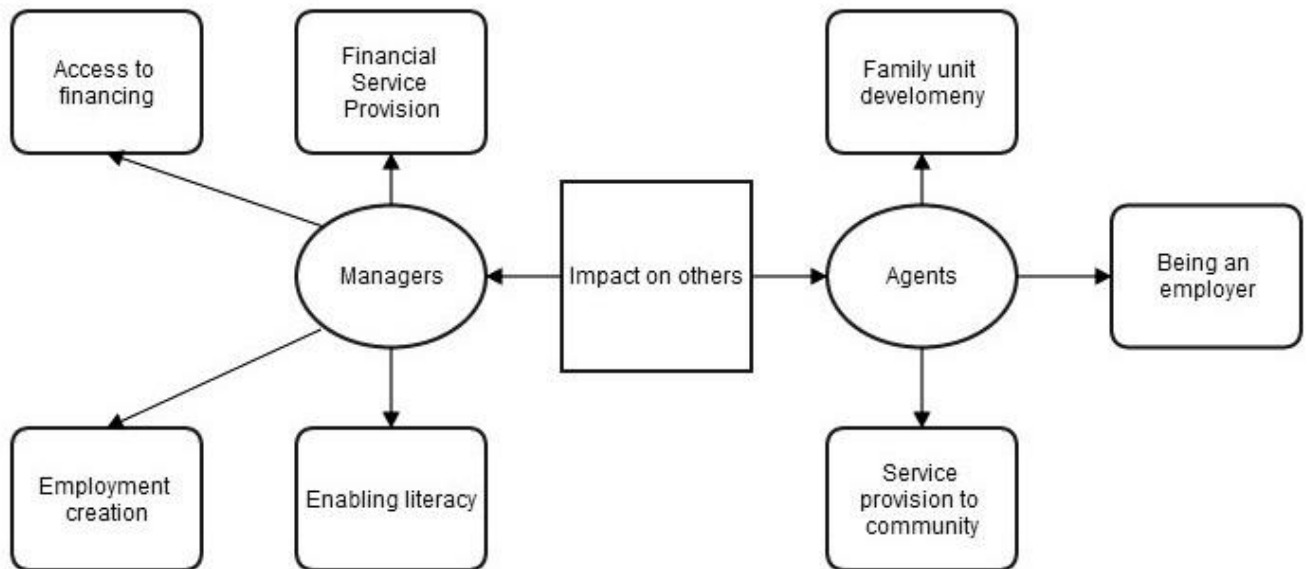 Access to
financing
Financial
Service
Provision
Family unit
develomeny
Managers
Impact on others
Agents
Being an
employer
Employment
creation
Enabling literacy
Service
provision to
community